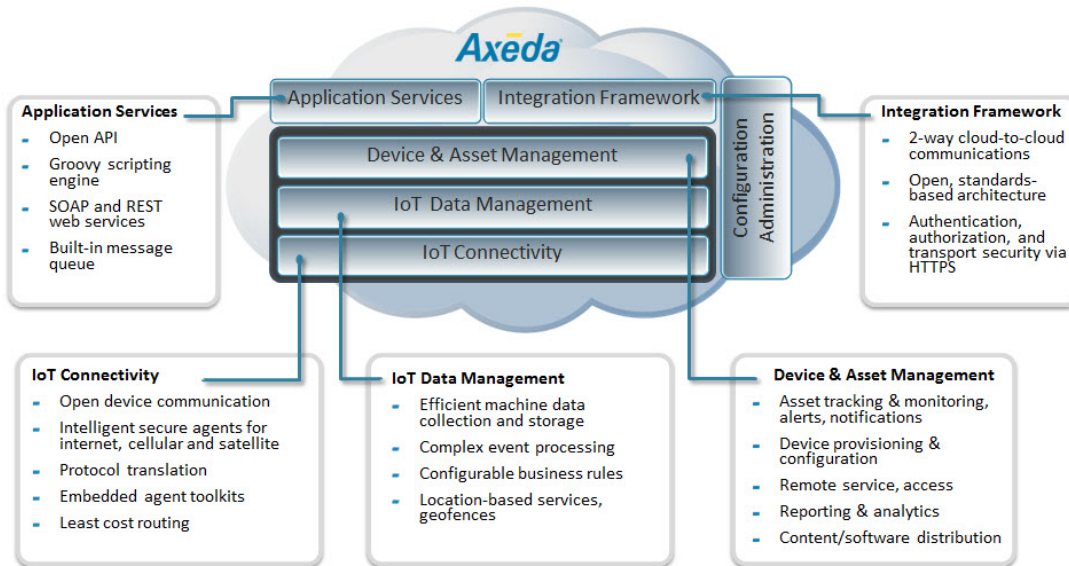 Axeda
Application Services
Integration Framework
Configuration
Administration
Device & Asset Management
IoT Data Management
IoT Connectivity
Application Services
- Open API
- Groovy scripting
engine
- SOAP and REST
web services
- Built-in message
queue
Integration Framework
- 2-way cloud-to-cloud
communications
- Open, standards-
based architecture
- Authentication,
authorization, and
transport security via
HTTPS
IoT Connectivity
- Open device communication
- Intelligent secure agents for
internet, cellular and satellite
- Protocol translation
- Embedded agent toolkits
- Least cost routing
IoT Data Management
- Efficient machine data
collection and storage
- Complex event processing
- Configurable business rules
- Location-based services,
geofences
Device & Asset Management
- Asset tracking & monitoring,
alerts, notifications
- Device provisioning &
configuration
- Remote service, access
- Reporting & analytics
- Content/software distribution